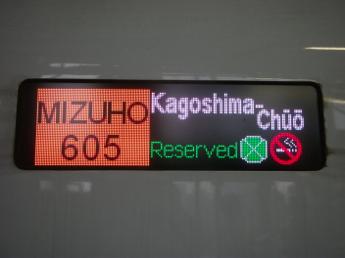 MIZUHO
605
Kagoshima-
Chūō
Reserved